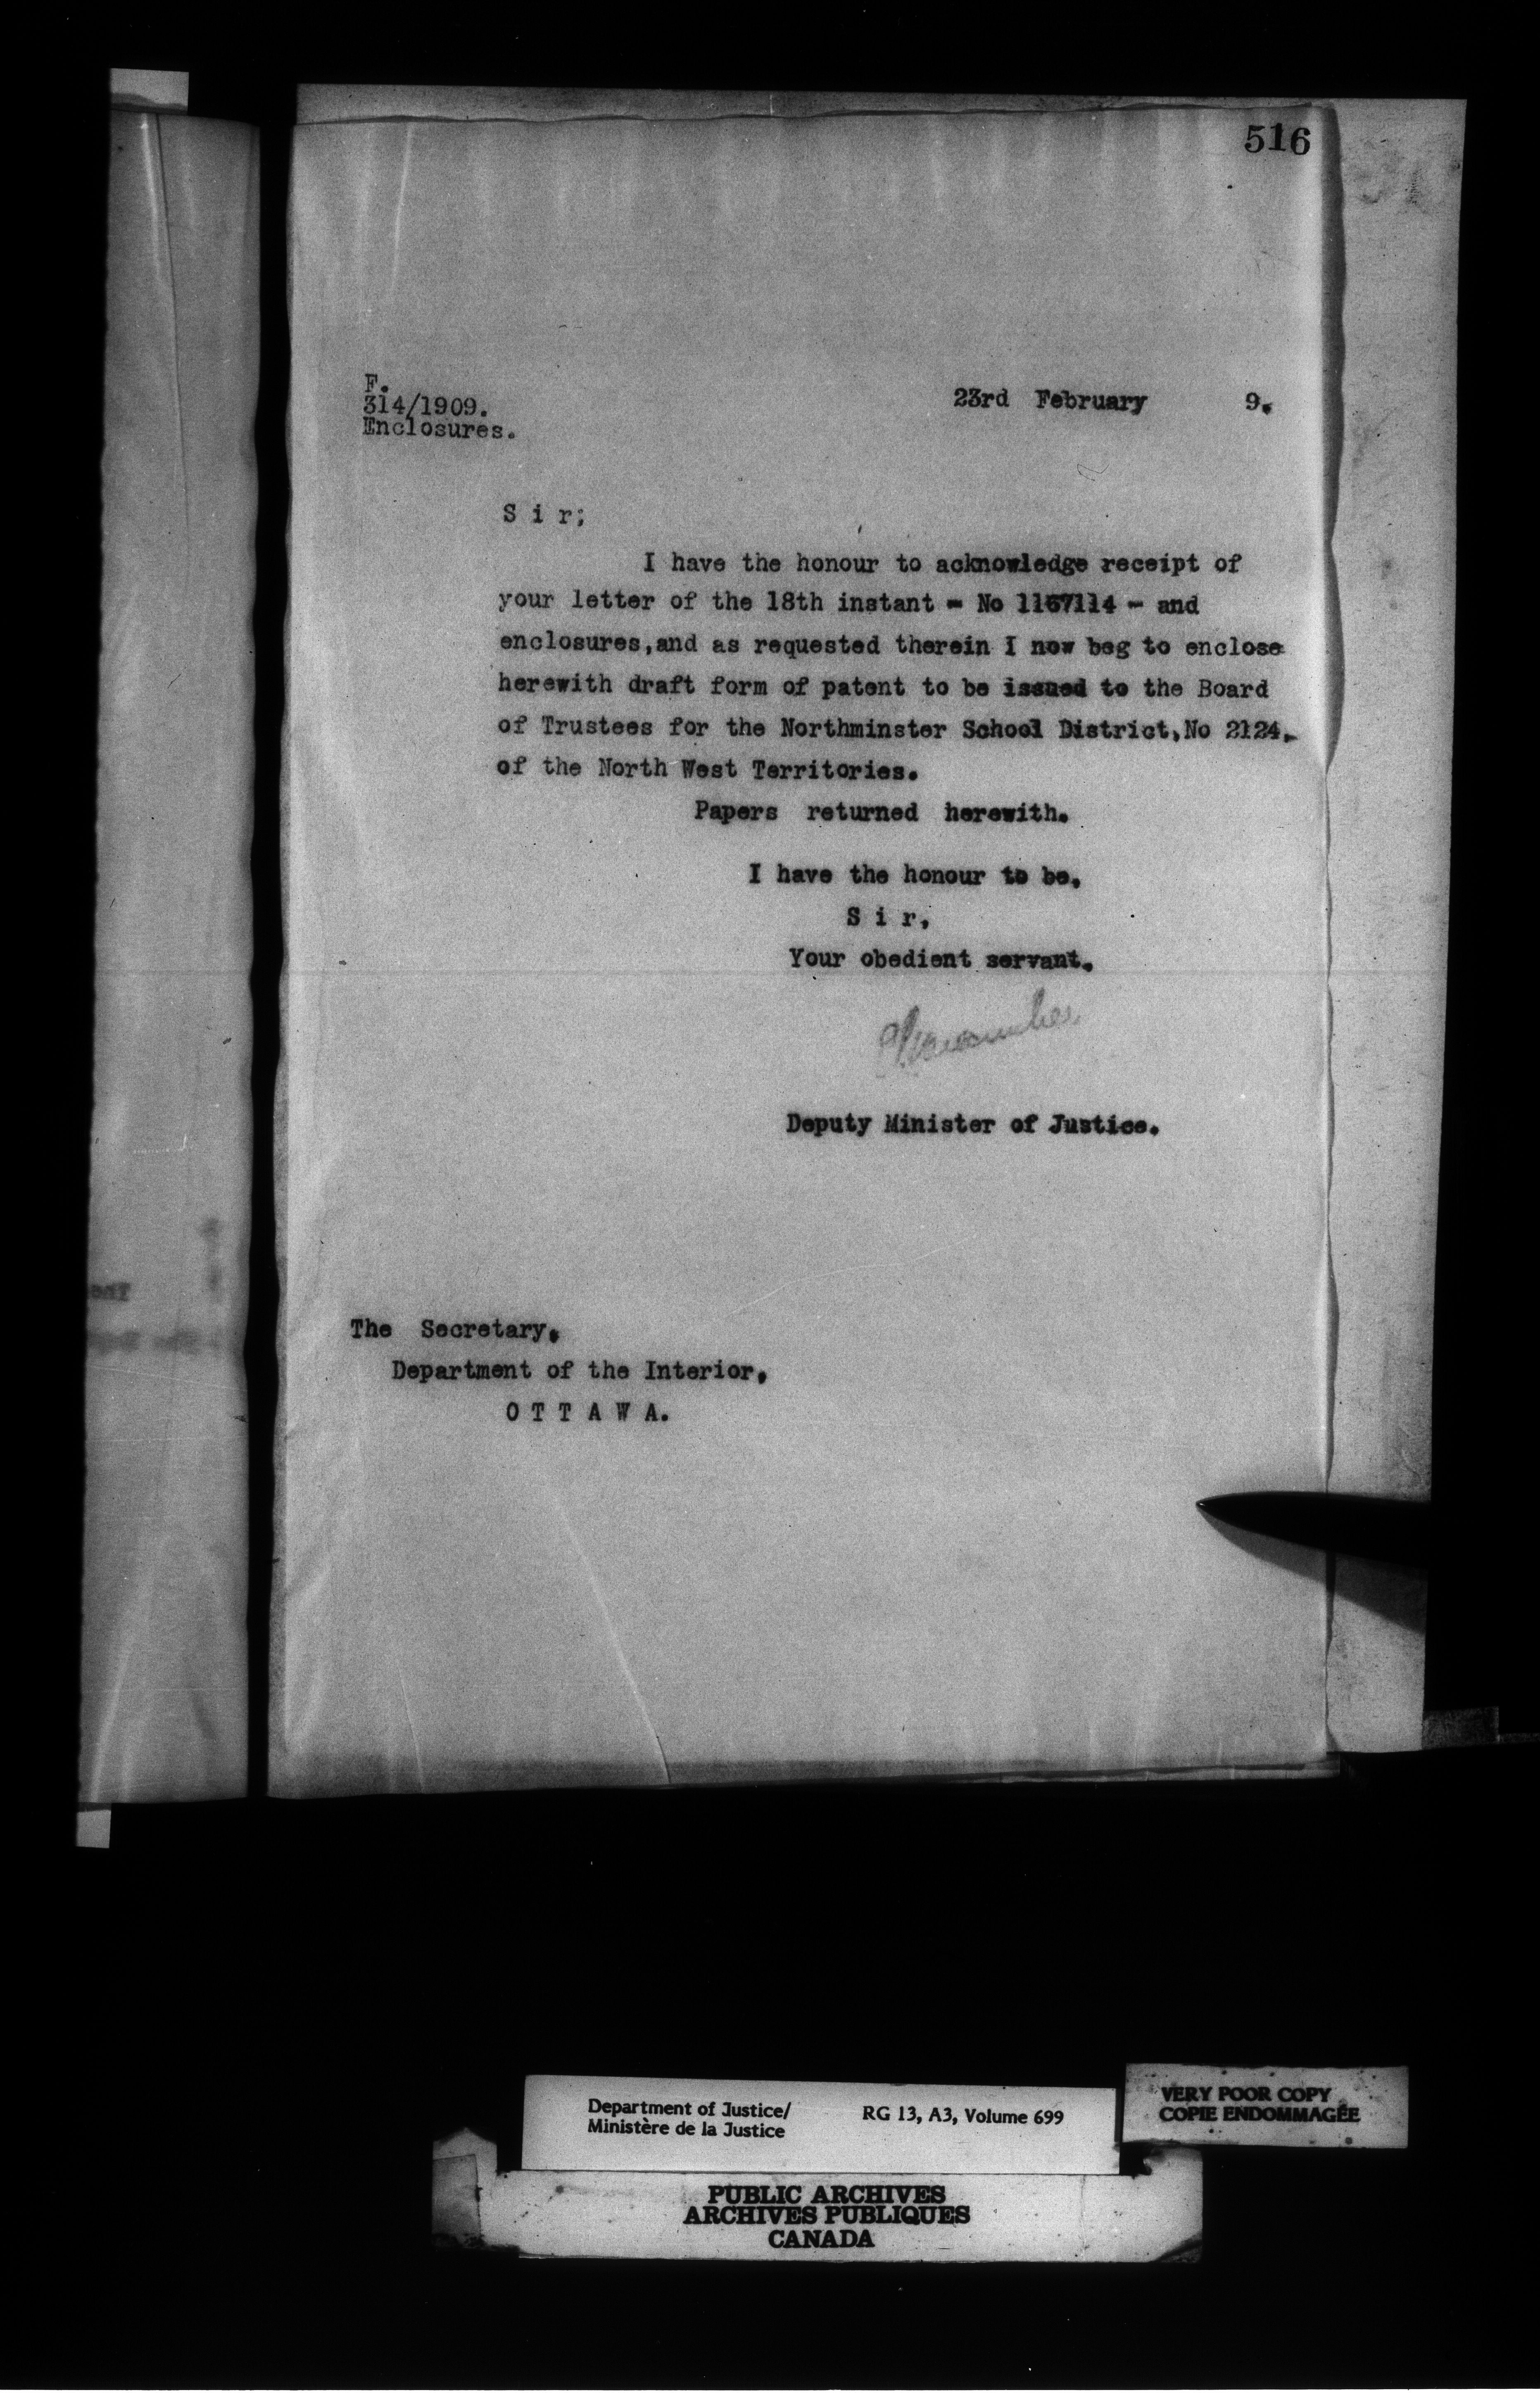 516
F.
314/1909.
Enclosures.
23rd February 9.
S i r;
I have the honour to acknowledge receipt of
your letter of the 18th instant - No 1157114 - and
enclosures,and as requested therein I now beg to enclose
herewith draft form of patent to be issued to the Board
of Trustees for the Northminster School District,No 2124.
of the North West Territories.
Papers returned herewith.
I have the honour to be,
S i r,
Your obedient servant.
Deputy Minister of Justice.
The Secretary,
Department of the Interior,
O T T A W A.
Department of Justice/
Ministère de la Justice
RG 13, A3, Volume 699
VERY POOR COPY
COPIE ENDOMMAGÉE
PUBLIC ARCHIVES
ARCHIVES PUBLIQUES
CANADA